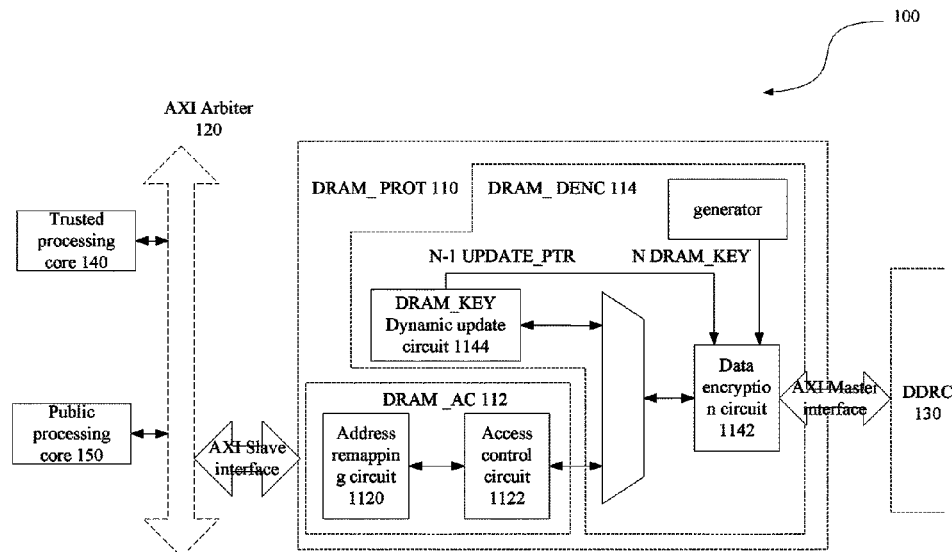 100
AXI Arbiter
120
DRAM_PROT 110
DRAM_DENC 114
generator
Trusted
processing
core 140
N-1 UPDATE_PTR
N DRAM_KEY
DRAM_KEY
Dynamic update
circuit 1144
Data
encryptio
n circuit
1142
AXI Master
interface
DDRC
130
DRAM_AC 112
Public
processing
core 150
AXI Slave
interface
Address
remappin
g circuit
1120
Access
control
circuit
1122